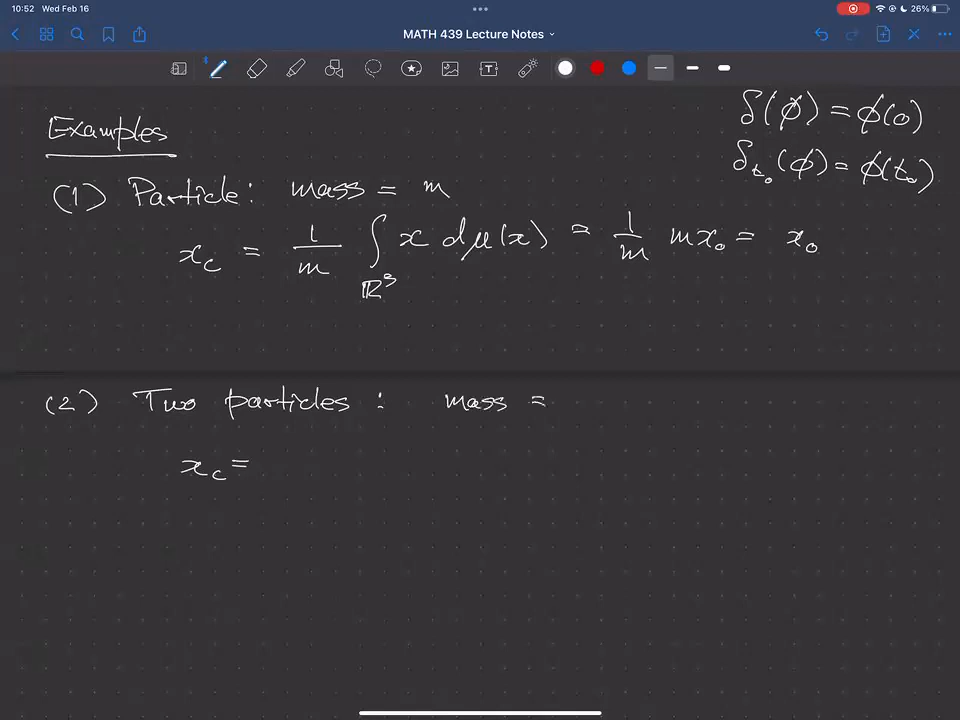 10:52 Wed Feb 16
26%
MATH 439 Lecture Notes
Examples
δ(ϕ) = ϕ(0)
δ_{t₀}(ϕ) = ϕ(t₀)
(1) Particle: mass = m
x_c = 1/m ∫_{ℝ³} x dμ(x) = 1/m mx₀ = x₀
(2) Two particles: mass =
x_c =